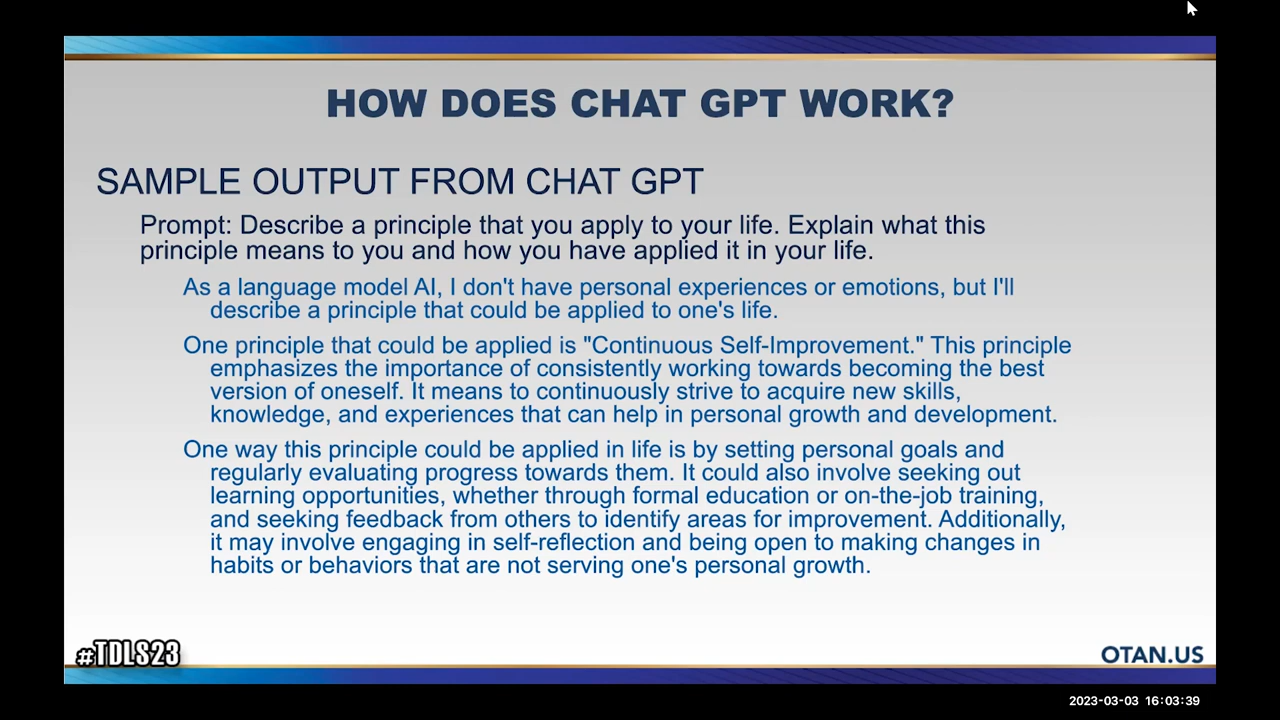 HOW DOES CHAT GPT WORK?
SAMPLE OUTPUT FROM CHAT GPT
Prompt: Describe a principle that you apply to your life. Explain what this
principle means to you and how you have applied it in your life.
As a language model AI, I don't have personal experiences or emotions, but I'll
describe a principle that could be applied to one's life.
One principle that could be applied is "Continuous Self-Improvement." This principle
emphasizes the importance of consistently working towards becoming the best
version of oneself. It means to continuously strive to acquire new skills,
knowledge, and experiences that can help in personal growth and development.
One way this principle could be applied in life is by setting personal goals and
regularly evaluating progress towards them. It could also involve seeking out
learning opportunities, whether through formal education or on-the-job training,
and seeking feedback from others to identify areas for improvement. Additionally,
it may involve engaging in self-reflection and being open to making changes in
habits or behaviors that are not serving one's personal growth.
#TDLS23
OTAN.US
2023-03-03 16:03:39